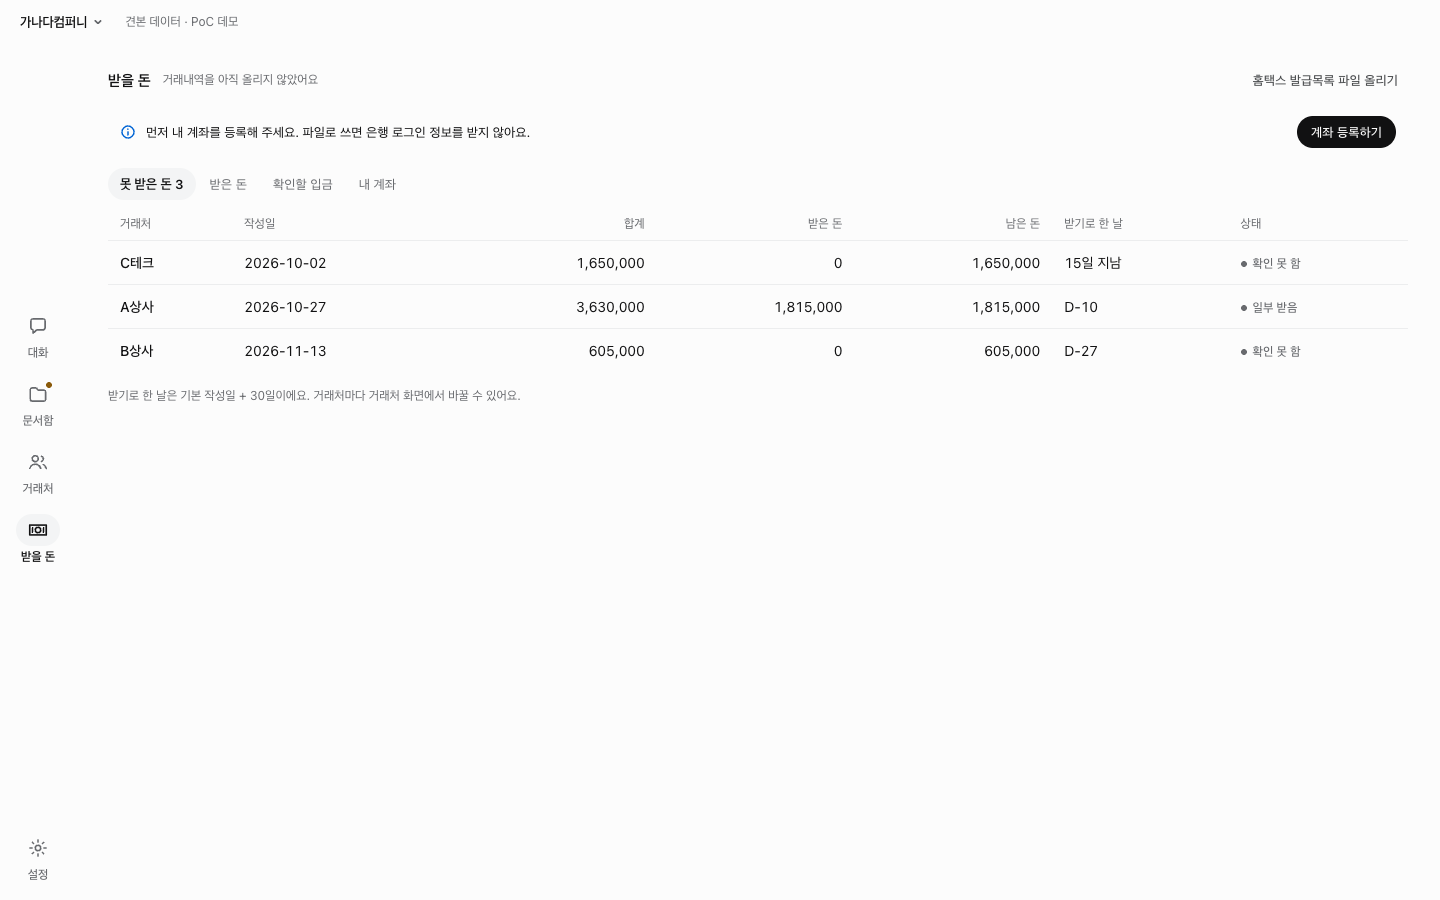 가나다컴퍼니 견본 데이터 · PoC 데모
받을 돈 거래내역을 아직 올리지 않았어요 홈택스 발급목록 파일 올리기
먼저 내 계좌를 등록해 주세요. 파일로 쓰면 은행 로그인 정보를 받지 않아요. 계좌 등록하기
못 받은 돈 3 받은 돈 확인할 입금 내 계좌
거래처 작성일 합계 받은 돈 남은 돈 받기로 한 날 상태
C테크 2026-10-02 1,650,000 0 1,650,000 15일 지남 확인 못 함
A상사 2026-10-27 3,630,000 1,815,000 1,815,000 D-10 일부 받음
B상사 2026-11-13 605,000 0 605,000 D-27 확인 못 함
받기로 한 날은 기본 작성일 + 30일이에요. 거래처마다 거래처 화면에서 바꿀 수 있어요.
대화
문서함
거래처
받을 돈
설정